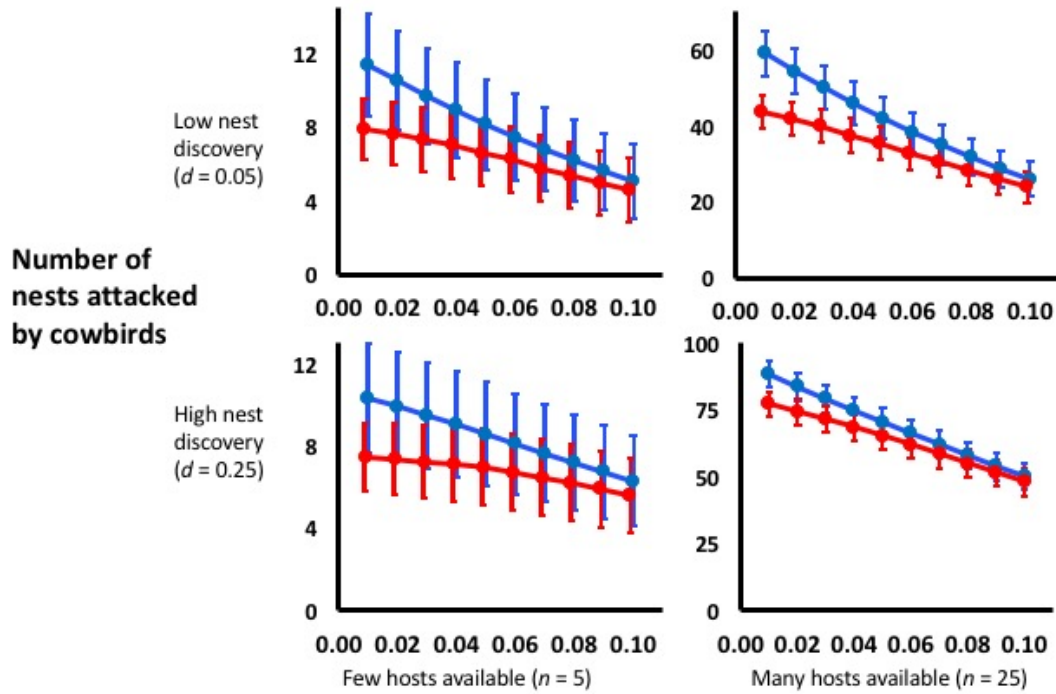 12
8
4
0
0.00 0.02 0.04 0.06 0.08 0.10
60
40
20
0
0.00 0.02 0.04 0.06 0.08 0.10
Low nest
discovery
(d = 0.05)
Number of
nests attacked
by cowbirds
High nest
discovery
(d = 0.25)
12
8
4
0
0.00 0.02 0.04 0.06 0.08 0.10
Few hosts available (n = 5)
100
75
50
25
0
0.00 0.02 0.04 0.06 0.08 0.10
Many hosts available (n = 25)